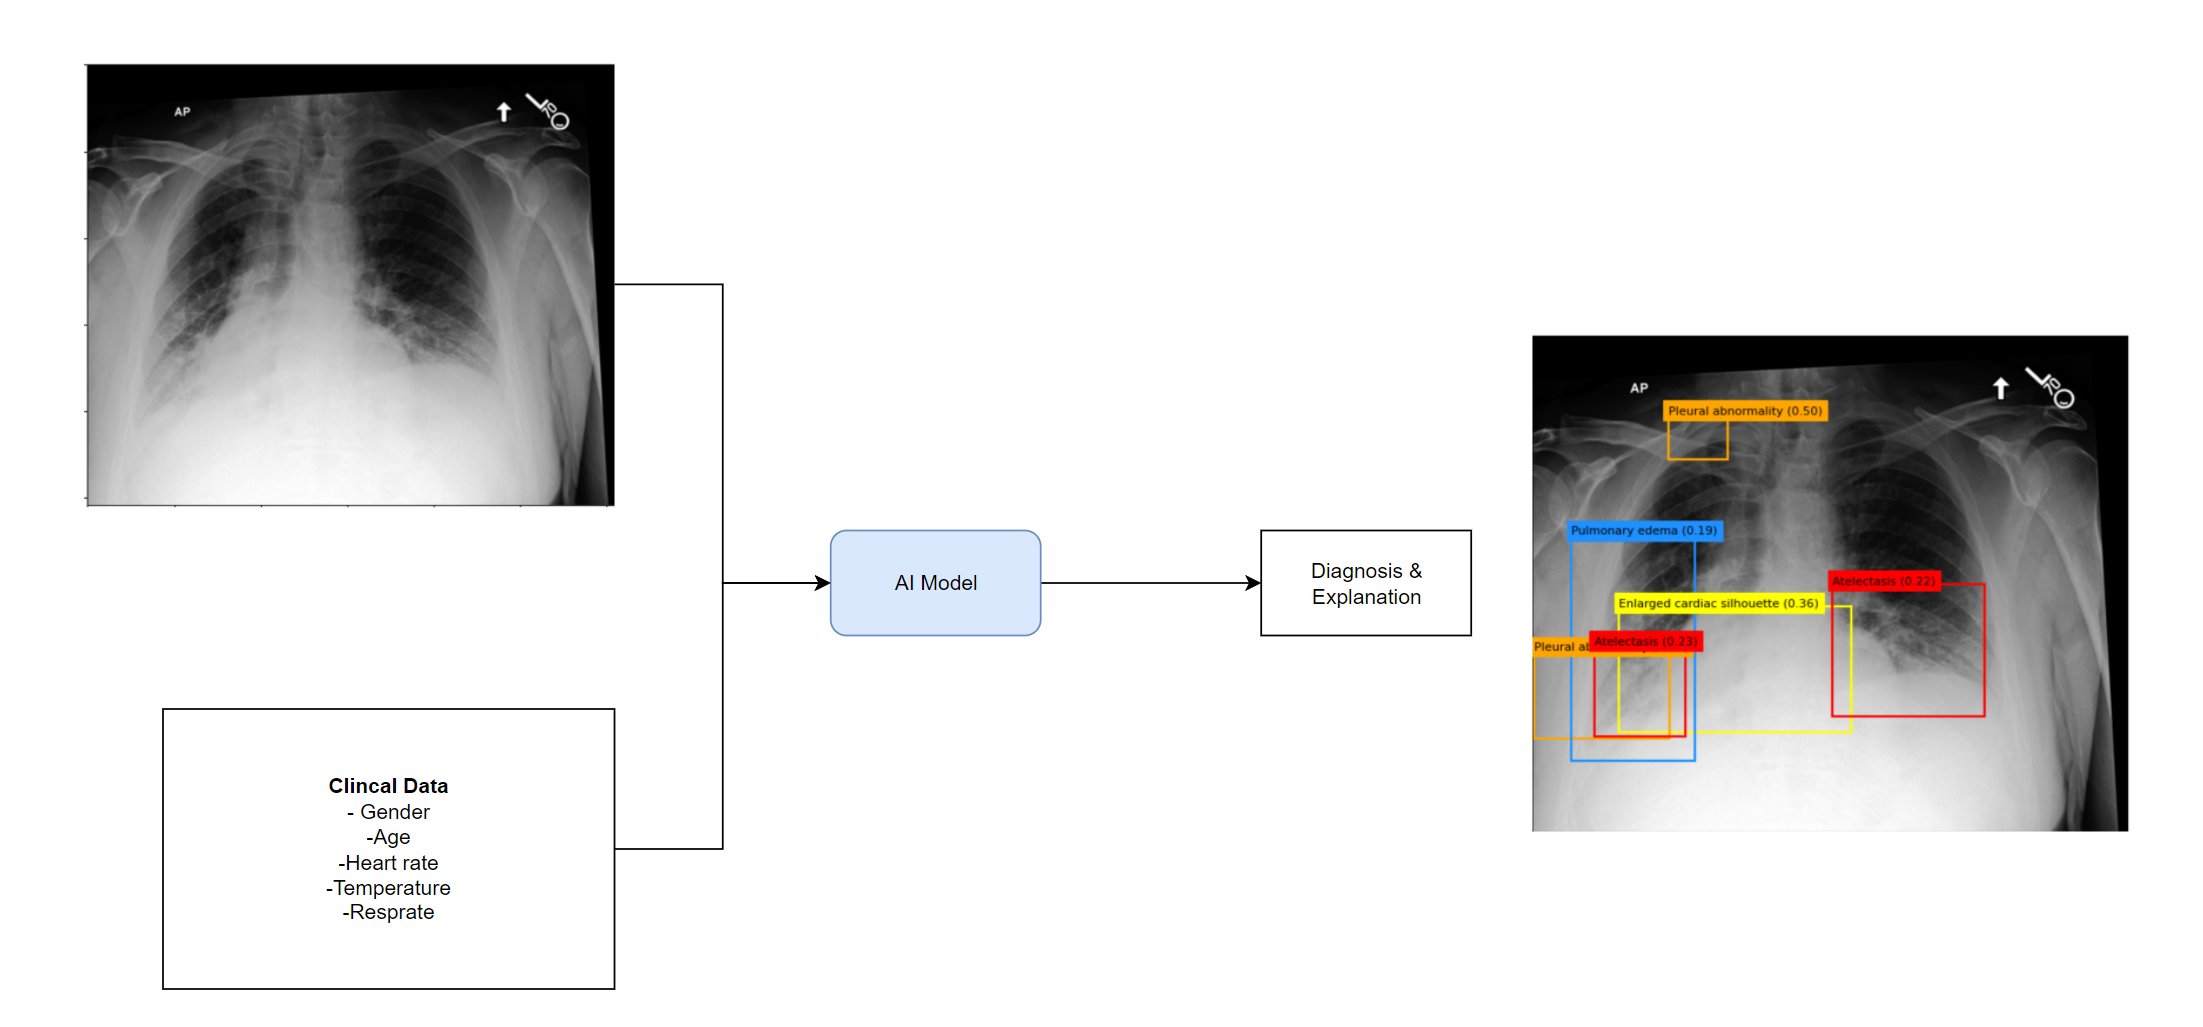 AP
Clincal Data
- Gender
-Age
-Heart rate
-Temperature
-Resprate
AI Model
Diagnosis &
Explanation
AP
Pleural abnormality (0.50)
Pulmonary edema (0.19)
Atelectasis (0.22)
Enlarged cardiac silhouette (0.36)
Atelectasis (0.23)
Pleural